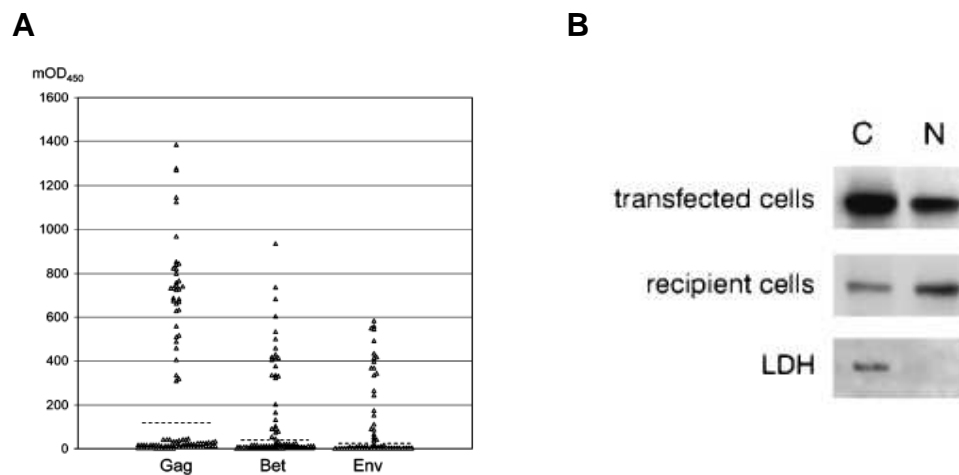 A
mOD450
1600
1400
1200
1000
800
600
400
200
0
Gag Bet Env
B
C N
transfected cells
recipient cells
LDH